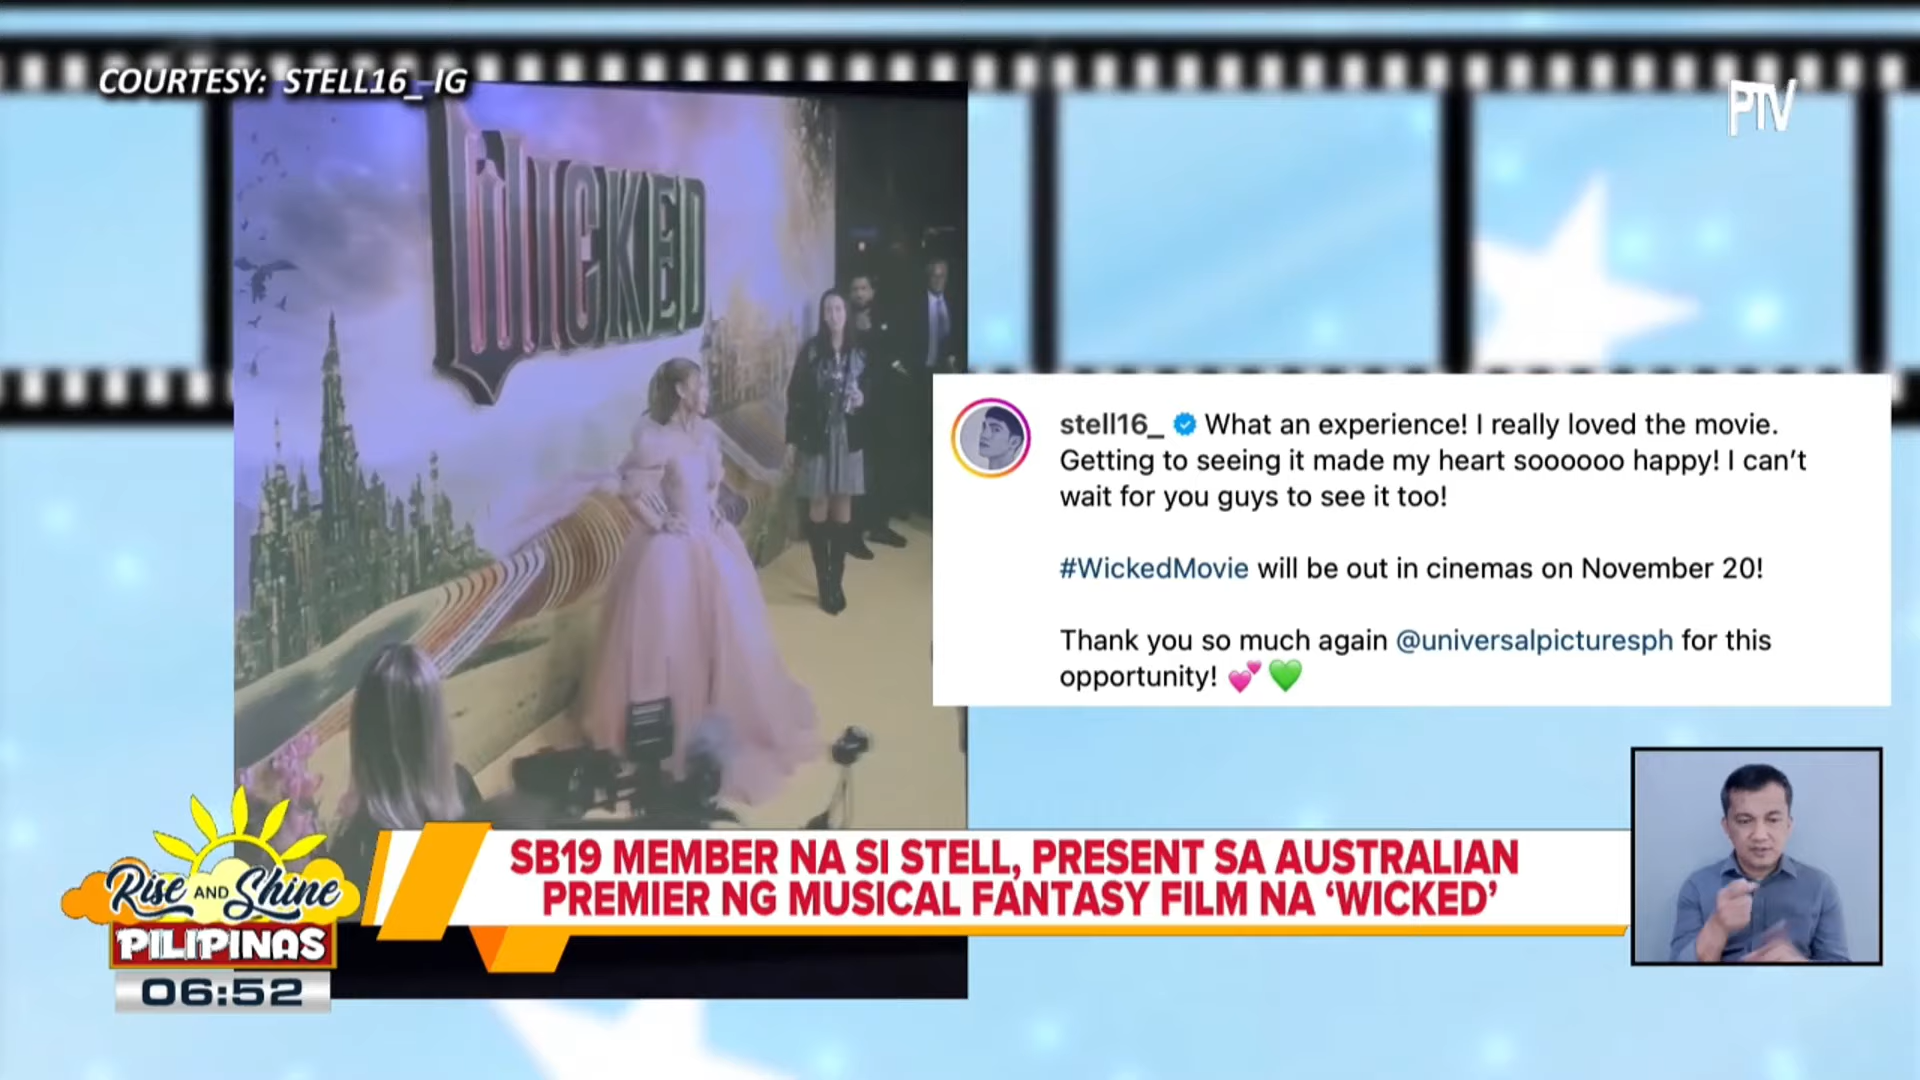 COURTESY: STELL16_ IG
PTV
WICKED
stell16_ What an experience! I really loved the movie.
Getting to seeing it made my heart soooooo happy! I can't
wait for you guys to see it too!
#WickedMovie will be out in cinemas on November 20!
Thank you so much again @universalpicturesph for this
opportunity! 💕💚
SB19 MEMBER NA SI STELL, PRESENT SA AUSTRALIAN
PREMIER NG MUSICAL FANTASY FILM NA ‘WICKED’
Rise AND Shine
PILIPINAS
06:52